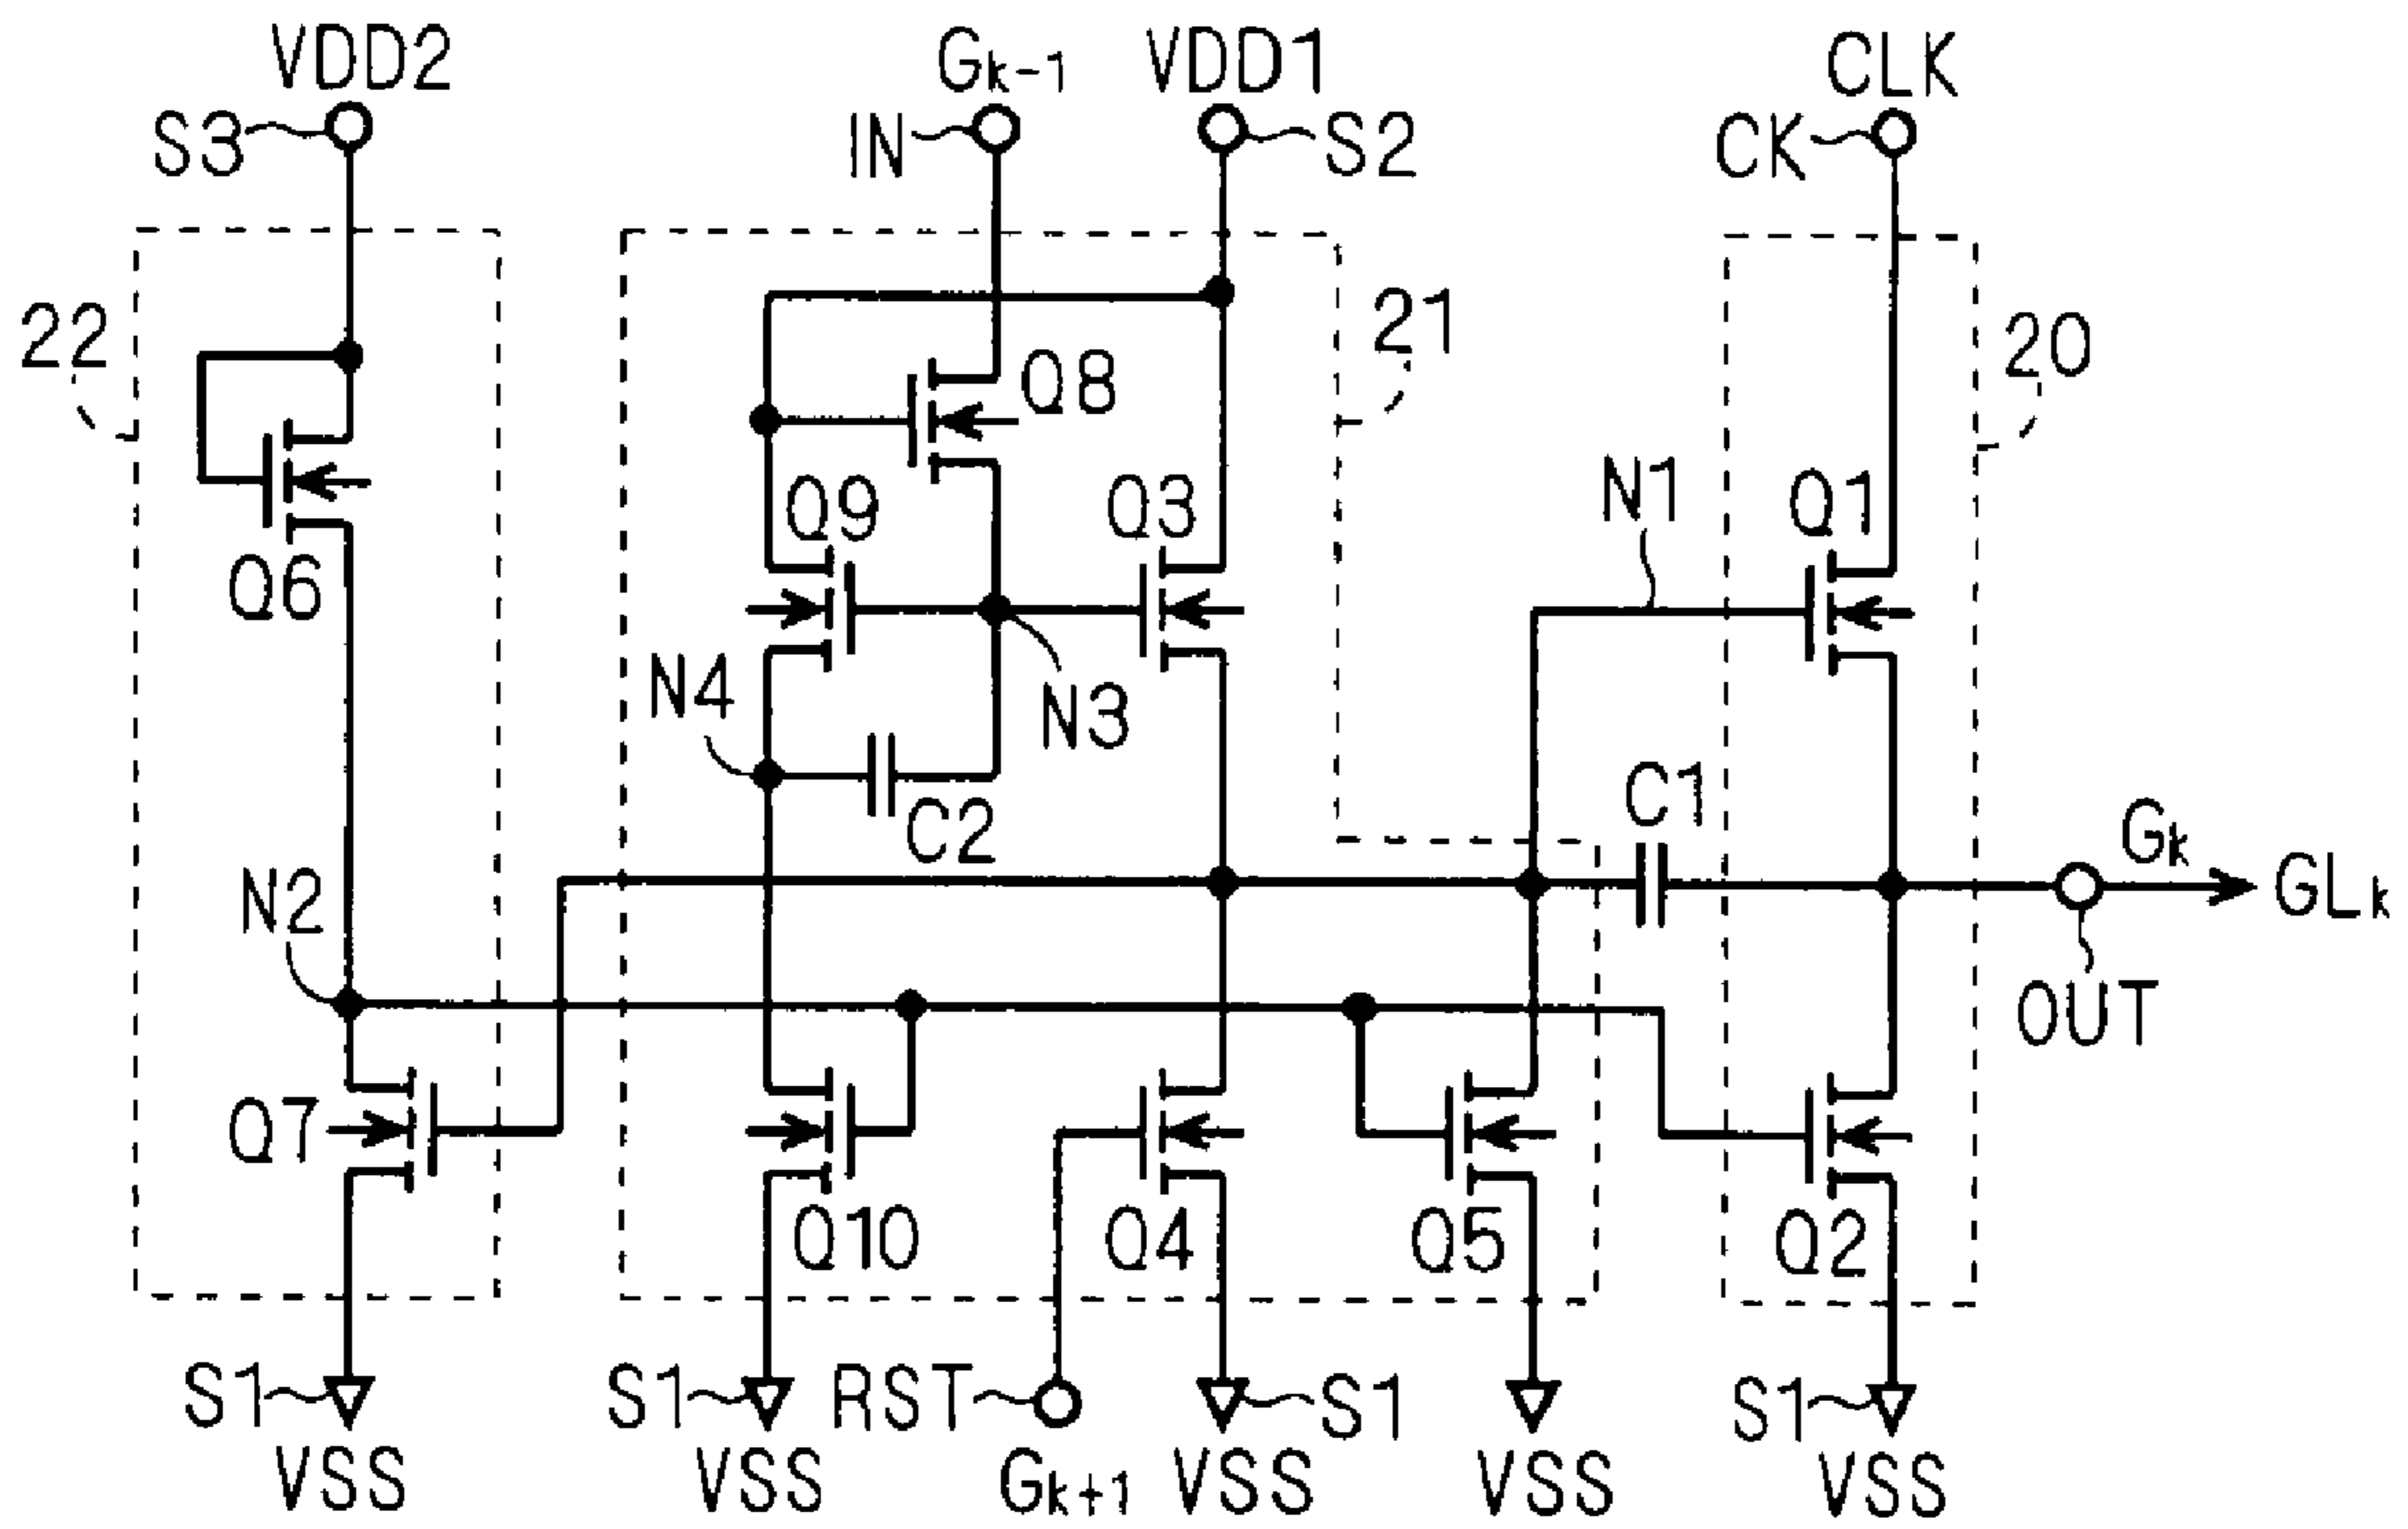 VDD2
Gk-1
VDD1
CLK
S3
IN
S2
CK
22
21
20
Q8
Q9
Q3
N1
Q1
Q6
N4
N3
C2
C1
Gk
GLk
N2
OUT
Q7
Q10
Q4
Q5
Q2
S1
S1
RST
S1
S1
VSS
VSS
Gk+1
VSS
VSS
VSS